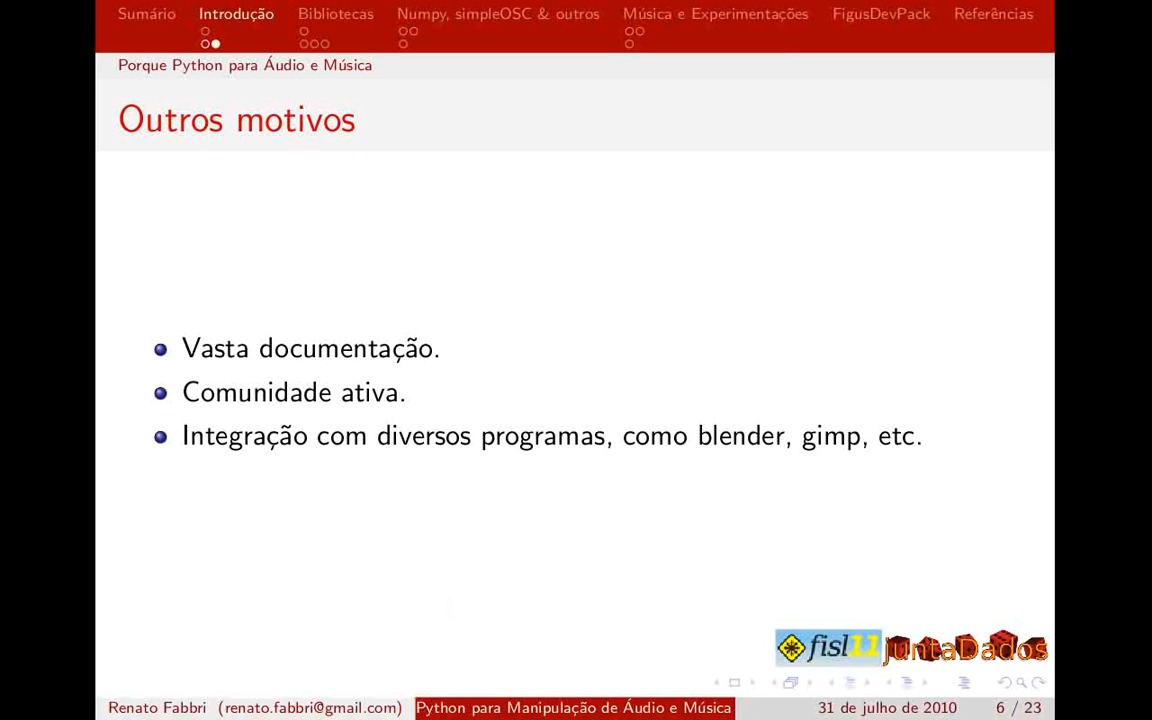 Sumário Introdução Bibliotecas Numpy, simpleOSC & outros Música e Experimentações FigusDevPack Referências
Porque Python para Áudio e Música
Outros motivos
Vasta documentação.
Comunidade ativa.
Integração com diversos programas, como blender, gimp, etc.
fisl11 juntaDados
Renato Fabbri (renato.fabbri@gmail.com) Python para Manipulação de Áudio e Música 31 de julho de 2010 6 / 23